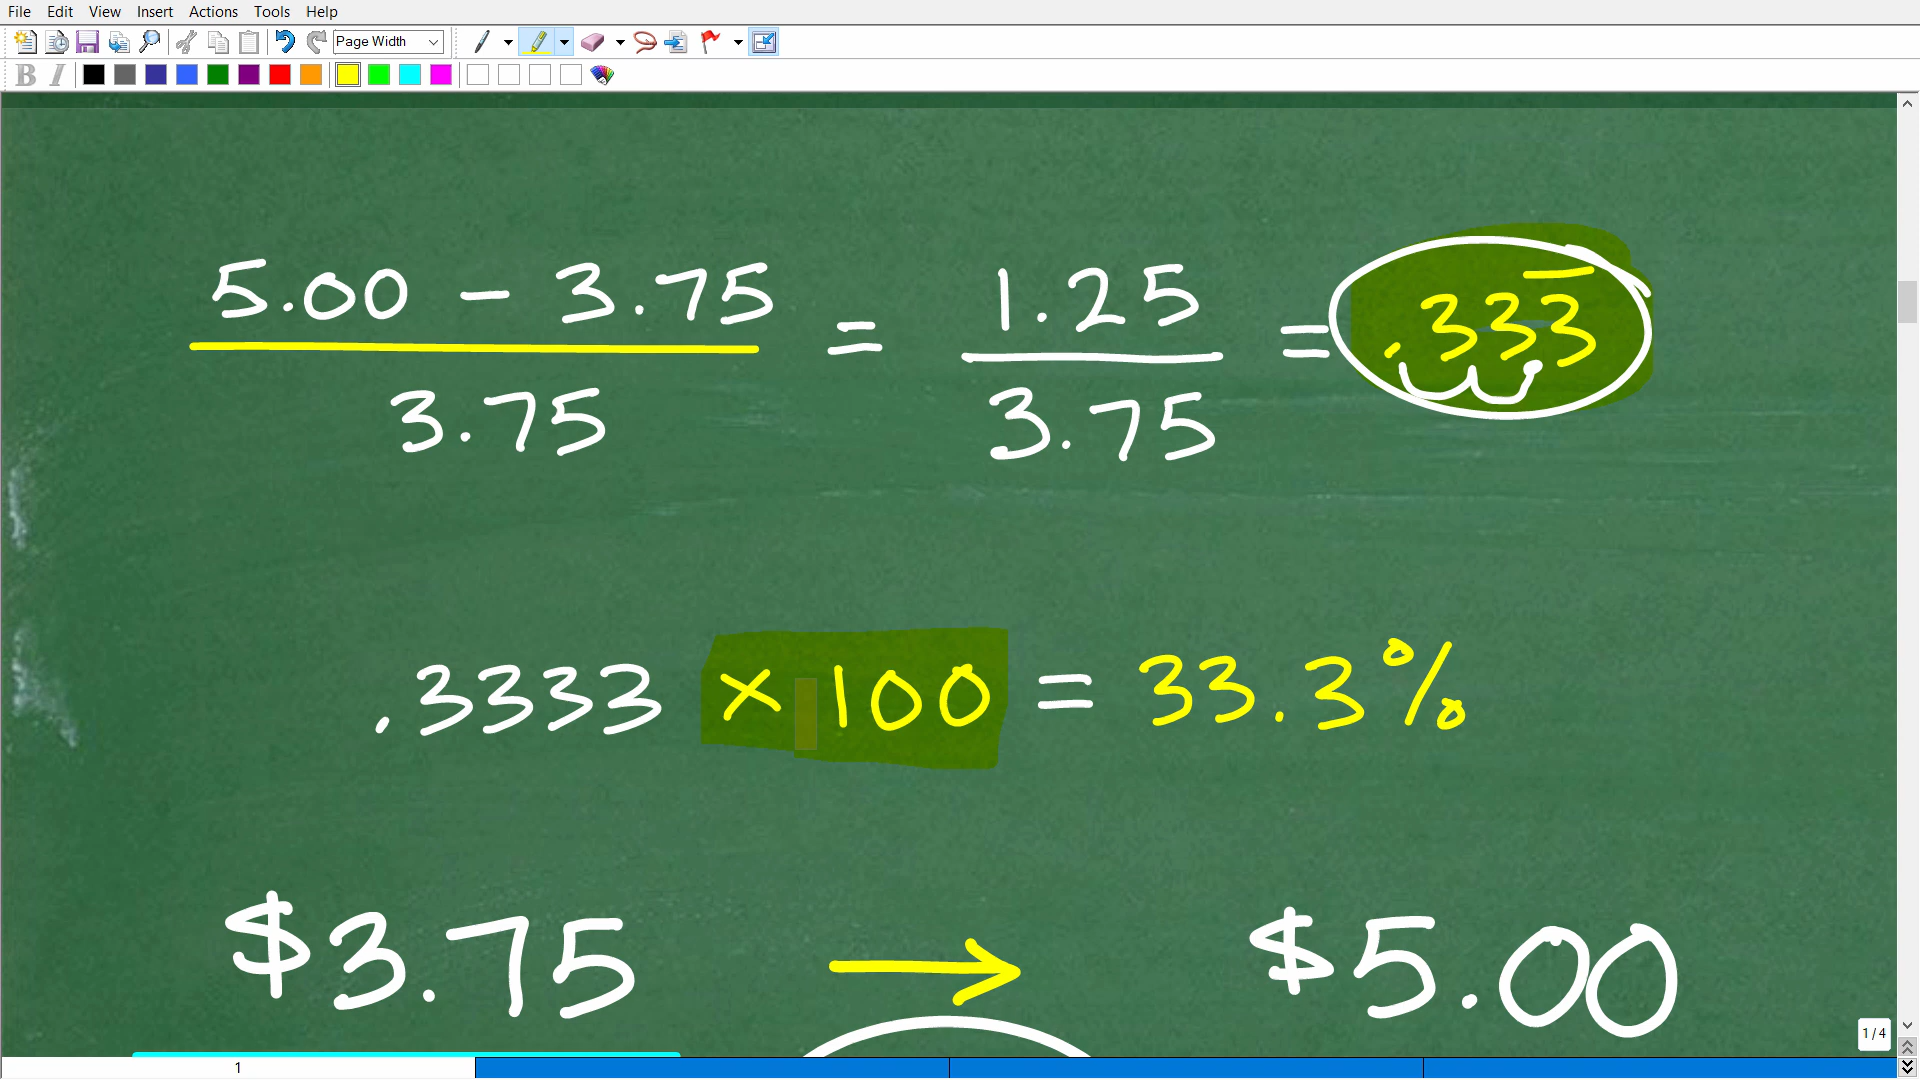 File Edit View Insert Actions Tools Help
Page Width
B I
5.00 - 3.75 = 1.25 = .333̅
3.75 3.75
.3333 × 100 = 33.3%
$3.75 → $5.00
1 / 4
1